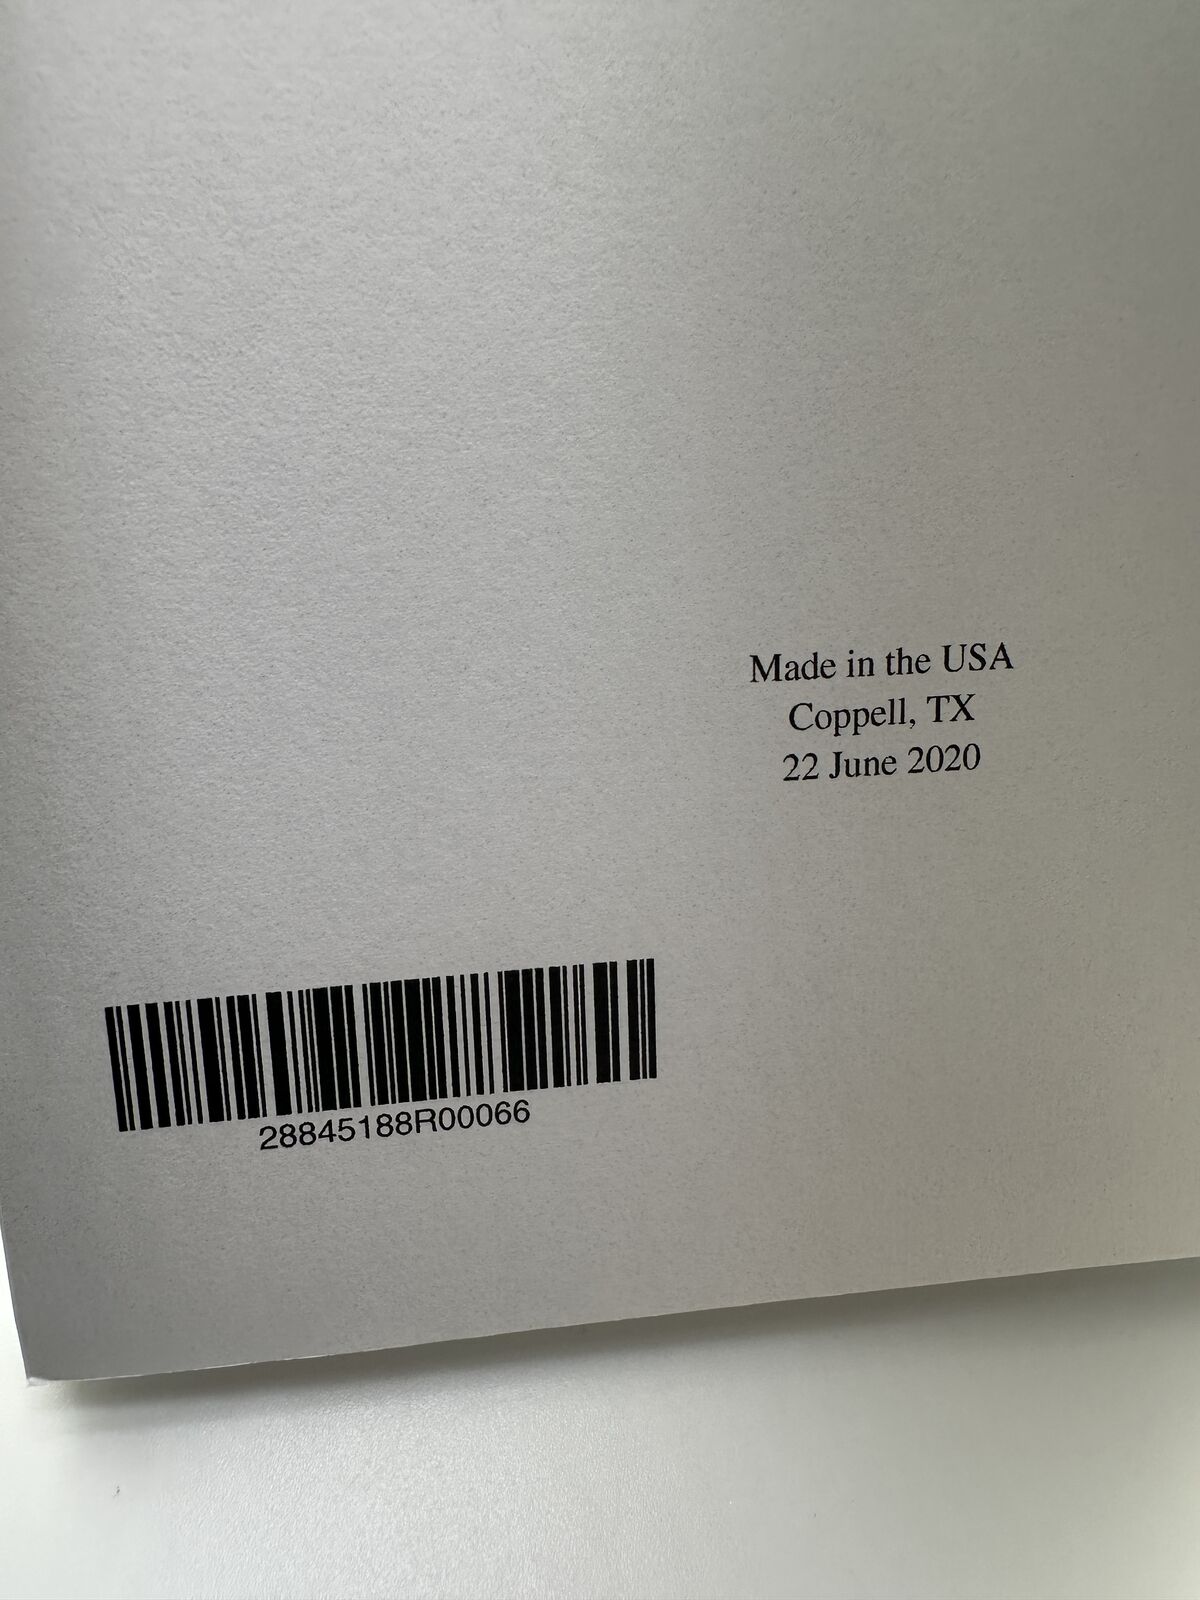 Made in the USA
Coppell, TX
22 June 2020
28845188R00066